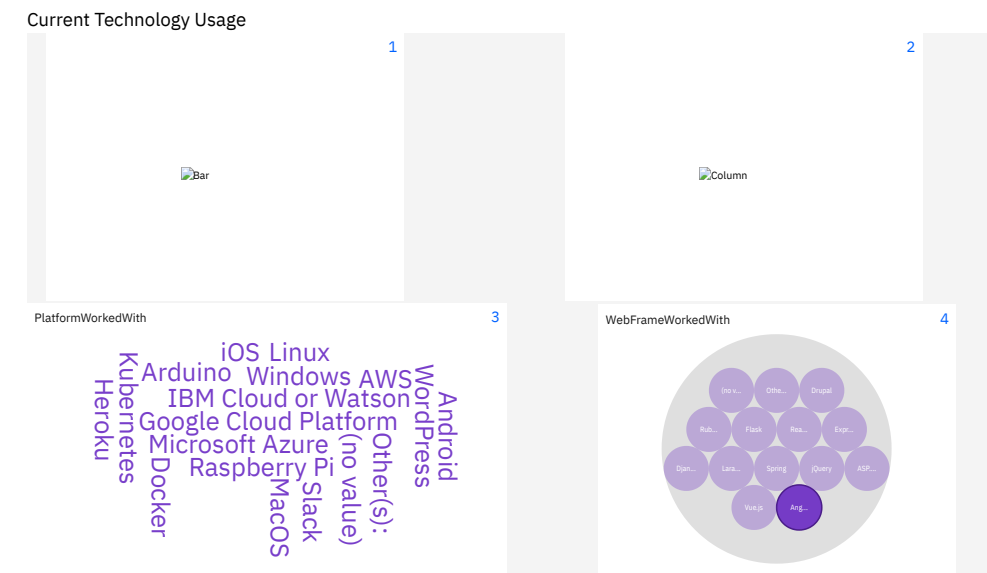 Current Technology Usage
1
2
Bar
Column
PlatformWorkedWith
3
iOS
Linux
Arduino
Windows
AWS
IBM Cloud or Watson
Google Cloud Platform
Microsoft Azure
Raspberry Pi
Kubernetes
Heroku
Docker
MacOS
Slack
(no value)
Other(s):
WordPress
Android
WebFrameWorkedWith
4
(no v...
Othe...
Drupal
Rub...
Flask
Rea...
Expr...
Djan...
Lara...
Spring
jQuery
ASP....
Vue.js
Ang...